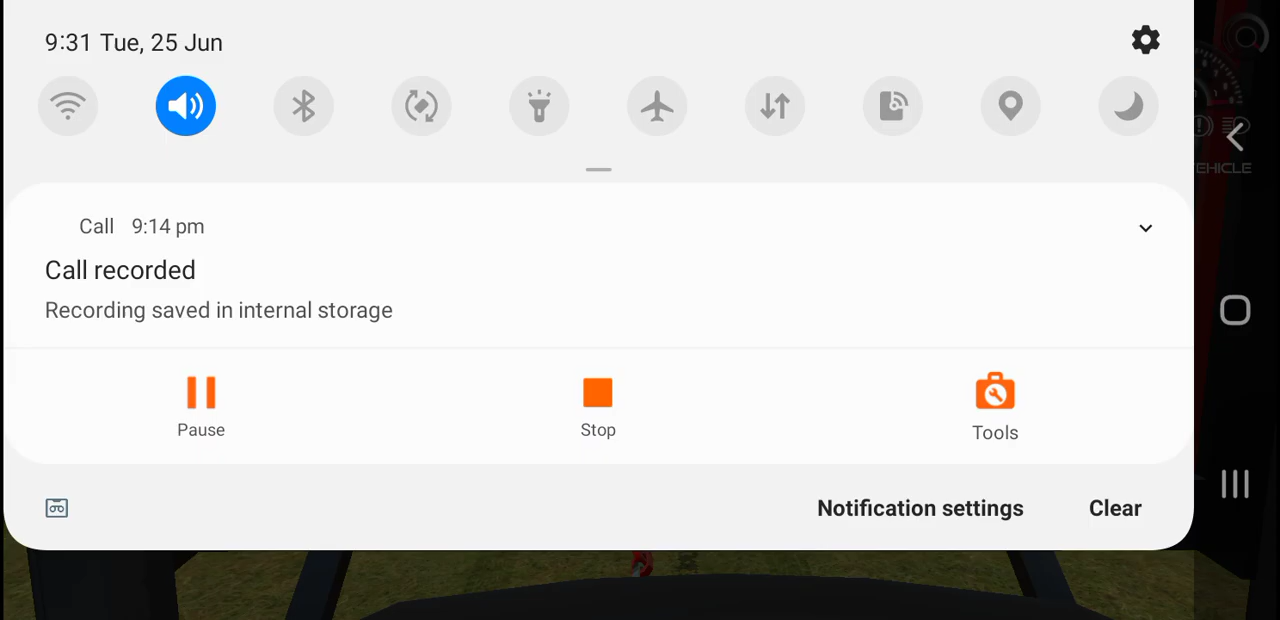 9:31 Tue, 25 Jun
EHICLE
Call 9:14 pm
Call recorded
Recording saved in internal storage
Pause
Stop
Tools
Notification settings
Clear